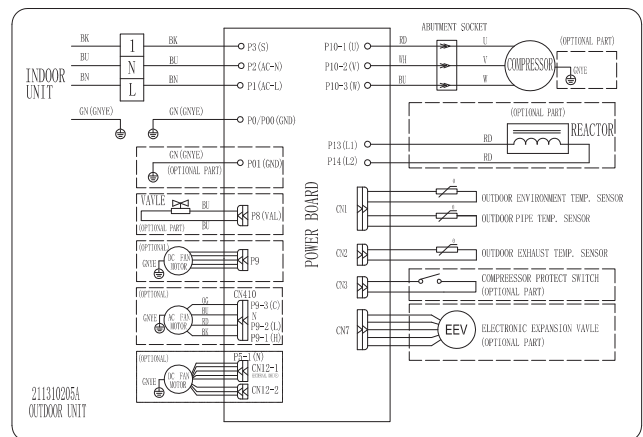 INDOOR
UNIT
BK
BU
BN
GN(GNYE)
1
N
L
BK
BU
BN
GN(GNYE)
P3(S)
P2(AC-N)
P1(AC-L)
P0/P00(GND)
GN(GNYE)
(OPTIONAL PART)
P01(GND)
VAVLE
BU
BU
(OPTIONAL PART)
P8(VAL)
(OPTIONAL)
GNYE
DC FAN
MOTOR
P9
(OPTIONAL)
GNYE
AC FAN
MOTOR
OG
BU
RD
BK
CN410
P9-3(C)
N
P9-2(L)
P9-1(H)
(OPTIONAL)
GNYE
DC FAN
MOTOR
P5-1(N)
CN12-1
CN12-2
211310205A
OUTDOOR UNIT
POWER BOARD
P10-1(U)
P10-2(V)
P10-3(W)
RD
WH
BU
ABUTMENT SOCKET
U
V
W
COMPRESSOR
(OPTIONAL PART)
GNYE
P13(L1)
P14(L2)
(OPTIONAL PART)
RD
RD
REACTOR
CN1
θ
OUTDOOR ENVIRONMENT TEMP. SENSOR
θ
OUTDOOR PIPE TEMP. SENSOR
CN2
θ
OUTDOOR EXHAUST TEMP. SENSOR
CN3
COMPREESSOR PROTECT SWITCH
(OPTIONAL PART)
CN7
EEV
ELECTRONIC EXPANSION VAVLE
(OPTIONAL PART)